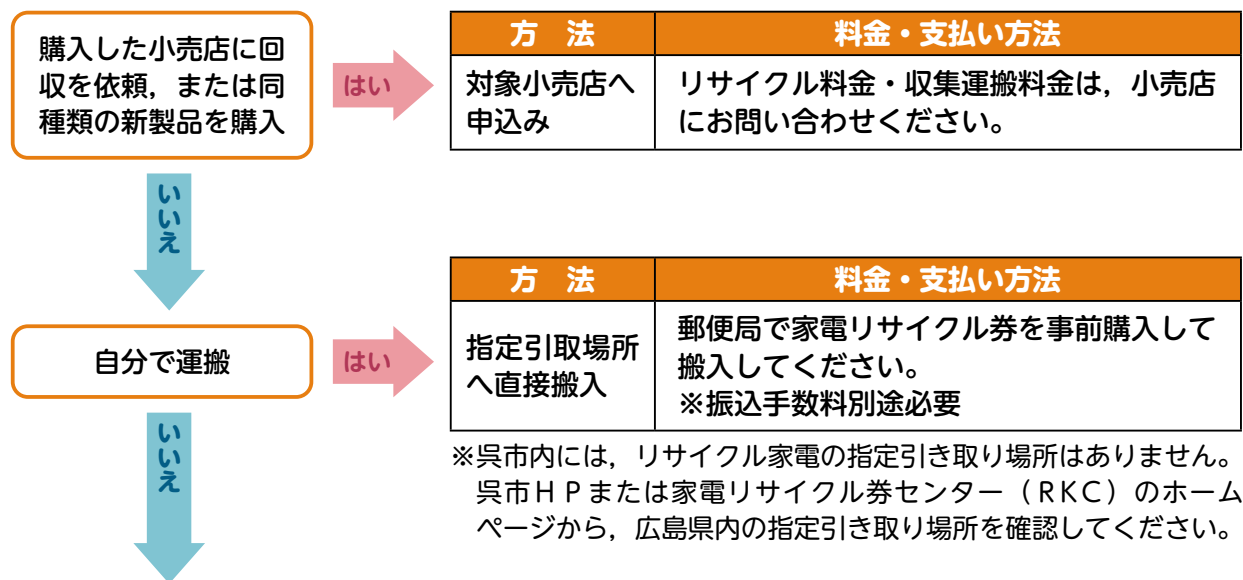 購入した小売店に回
収を依頼，または同
種類の新製品を購入
はい
方　法
料金・支払い方法
対象小売店へ
申込み
リサイクル料金・収集運搬料金は，小売店
にお問い合わせください。
いいえ
自分で運搬
はい
方　法
料金・支払い方法
指定引取場所
へ直接搬入
郵便局で家電リサイクル券を事前購入して
搬入してください。
※振込手数料別途必要
※呉市内には，リサイクル家電の指定引き取り場所はありません。
呉市ＨＰまたは家電リサイクル券センター（ＲＫＣ）のホーム
ページから，広島県内の指定引き取り場所を確認してください。
いいえ